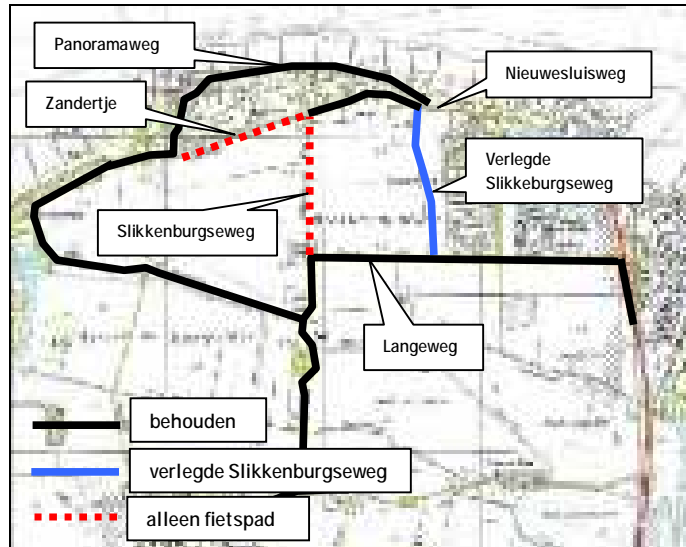 Panoramaweg
Nieuwesluisweg
Zandertje
Verlegde
Slikkeburgseweg
Slikkenburgseweg
Langeweg
behouden
verlegde Slikkenburgseweg
alleen fietspad